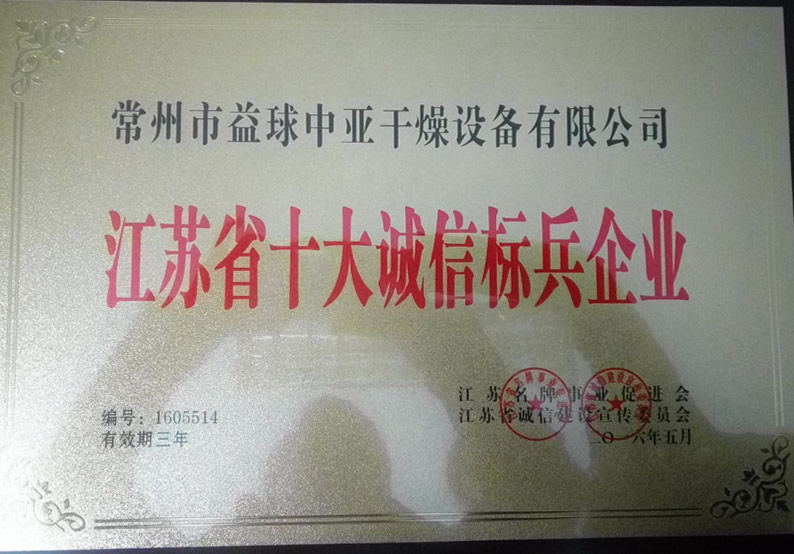 常州市益球中亚干燥设备有限公司
江苏省十大诚信标兵企业
编号：1605514
有效期三年
江苏名牌事业促进会
江苏省诚信建设宣传委员会
二〇一六年五月